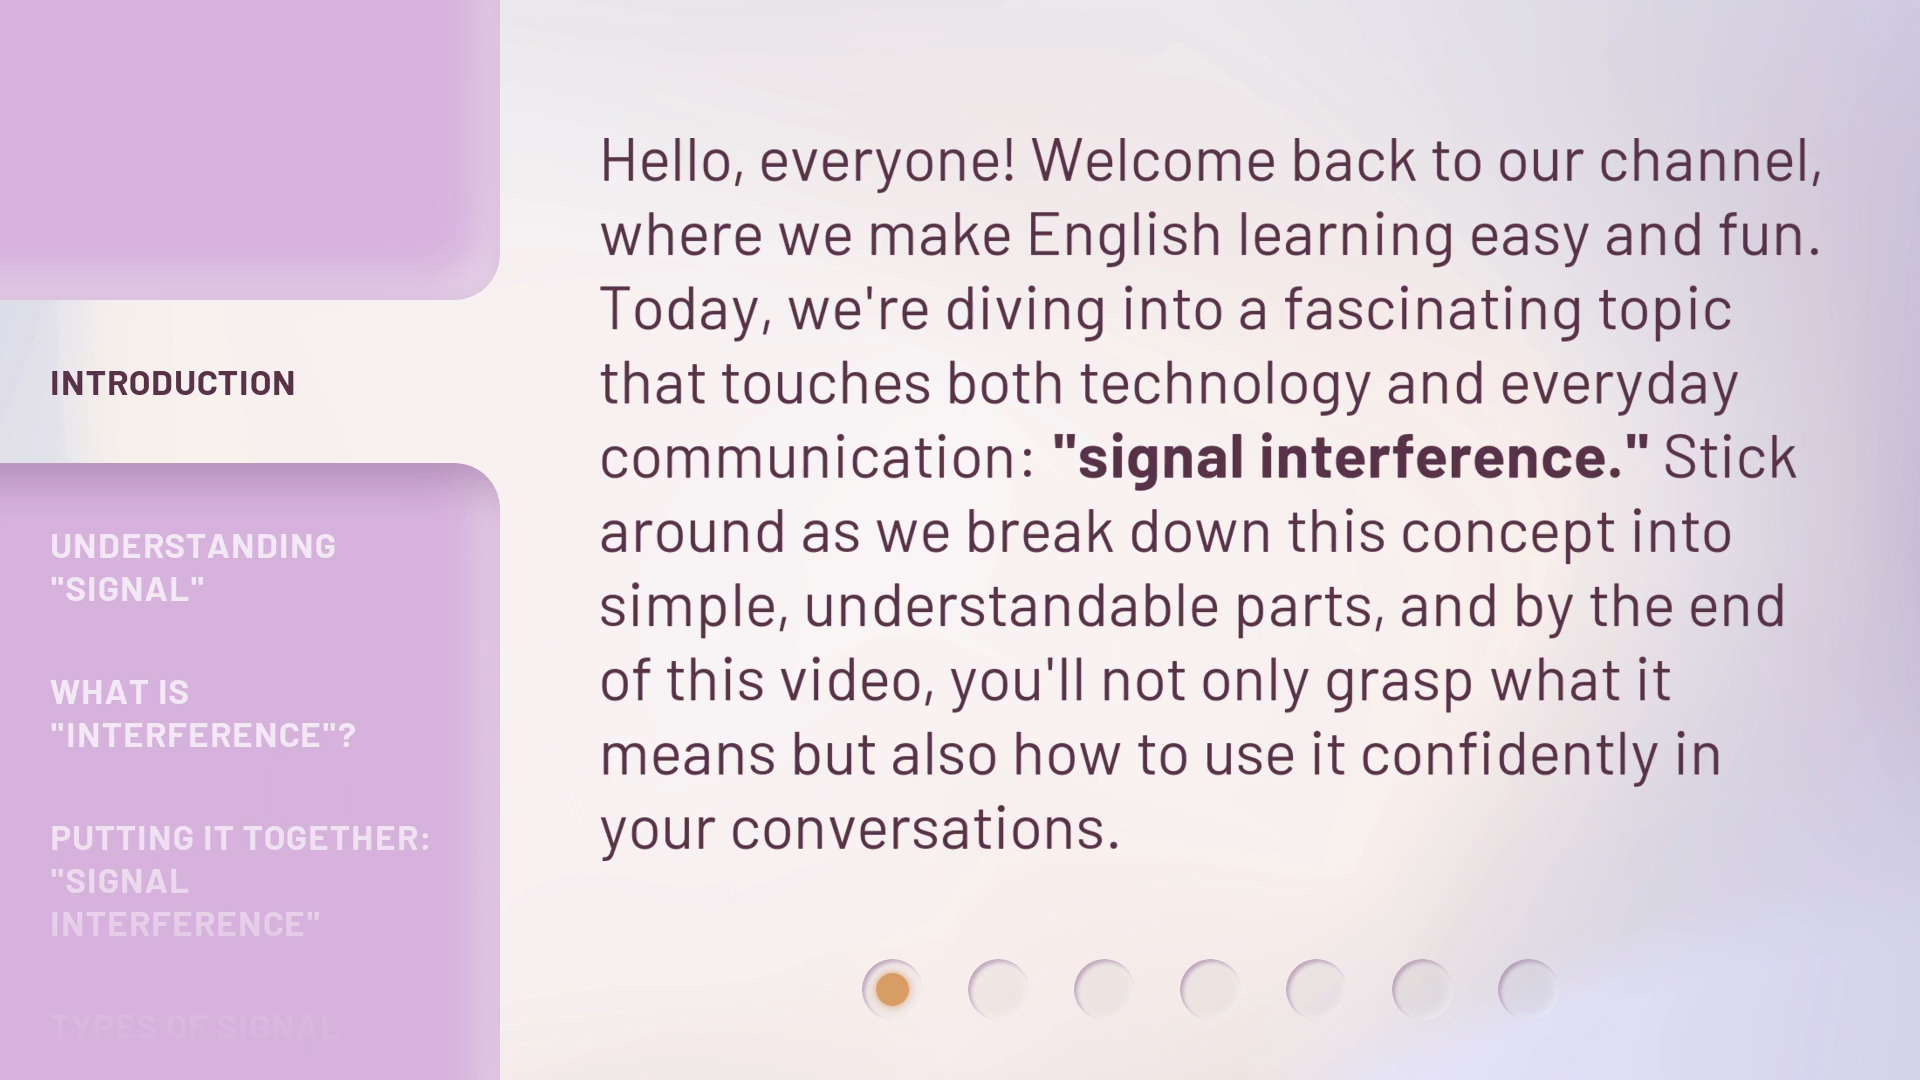 INTRODUCTION
UNDERSTANDING
"SIGNAL"
WHAT IS
"INTERFERENCE"?
PUTTING IT TOGETHER:
"SIGNAL
INTERFERENCE"
TYPES OF SIGNAL
Hello, everyone! Welcome back to our channel,
where we make English learning easy and fun.
Today, we're diving into a fascinating topic
that touches both technology and everyday
communication: "signal interference." Stick
around as we break down this concept into
simple, understandable parts, and by the end
of this video, you'll not only grasp what it
means but also how to use it confidently in
your conversations.